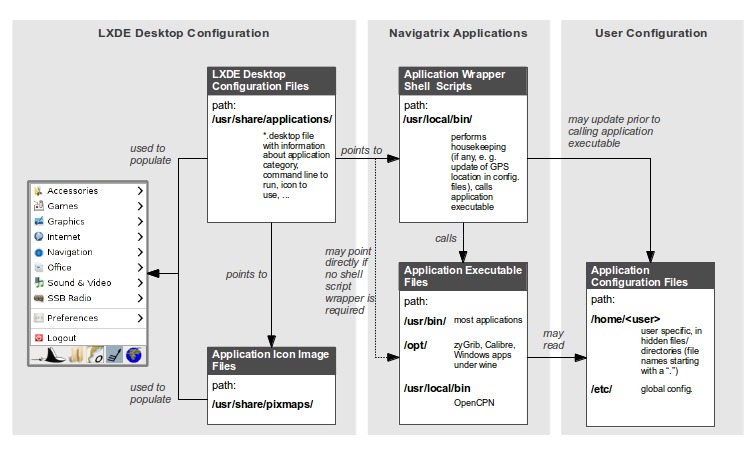 LXDE Desktop Configuration
Navigatrix Applications
User Configuration
LXDE Desktop
Configuration Files
path:
/usr/share/applications/
*.desktop file
with information
about application
category,
command line to
run, icon to
use, ...
used to
populate
points to
Apllication Wrapper
Shell Scripts
path:
/usr/local/bin/
performs
housekeeping
(if any, e. g.
update of GPS
location in config.
files), calls
application
executable
may update prior to
calling application
executable
Accessories
Games
Graphics
Internet
Navigation
Office
Sound & Video
SSB Radio
Preferences
Logout
points to
may point
directly if
no shell
script
wrapper is
required
calls
Application Executable
Files
path:
/usr/bin/ most applications
/opt/ zyGrib, Calibre,
Windows apps
under wine
/usr/local/bin
OpenCPN
may
read
Application
Configuration Files
path:
/home/<user>
user specific, in
hidden files/
directories (file
names starting
with a “.”)
/etc/ global config.
Application Icon Image
Files
path:
/usr/share/pixmaps/
used to
populate